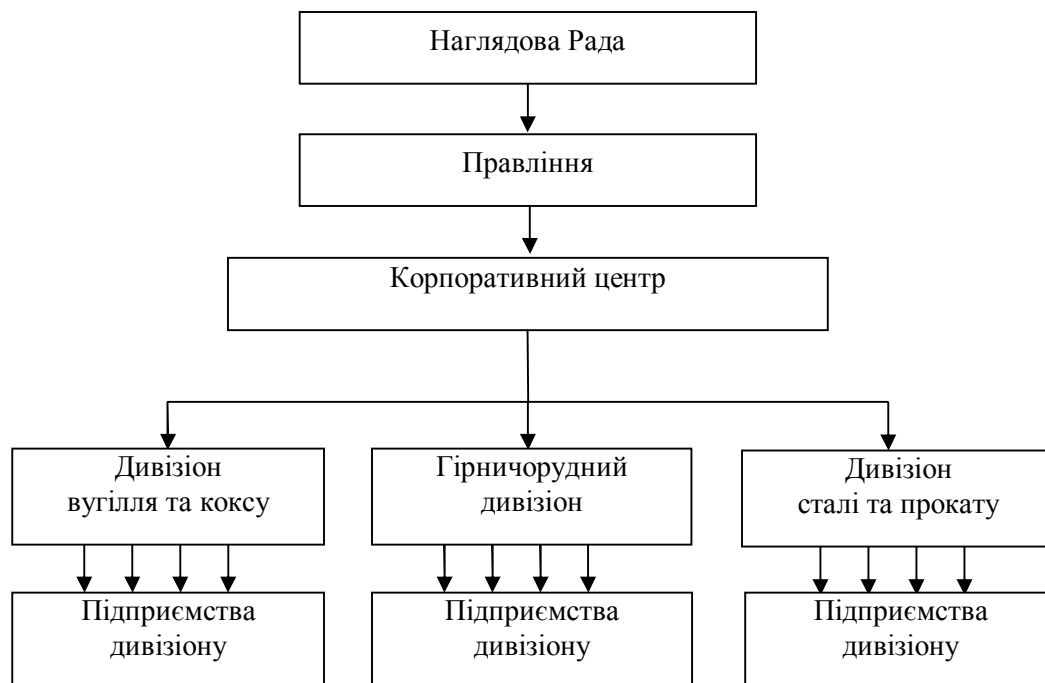 Наглядова Рада
Правління
Корпоративний центр
Дивізіон
вугілля та коксу
Гірничорудний
дивізіон
Дивізіон
сталі та прокату
Підприємства
дивізіону
Підприємства
дивізіону
Підприємства
дивізіону